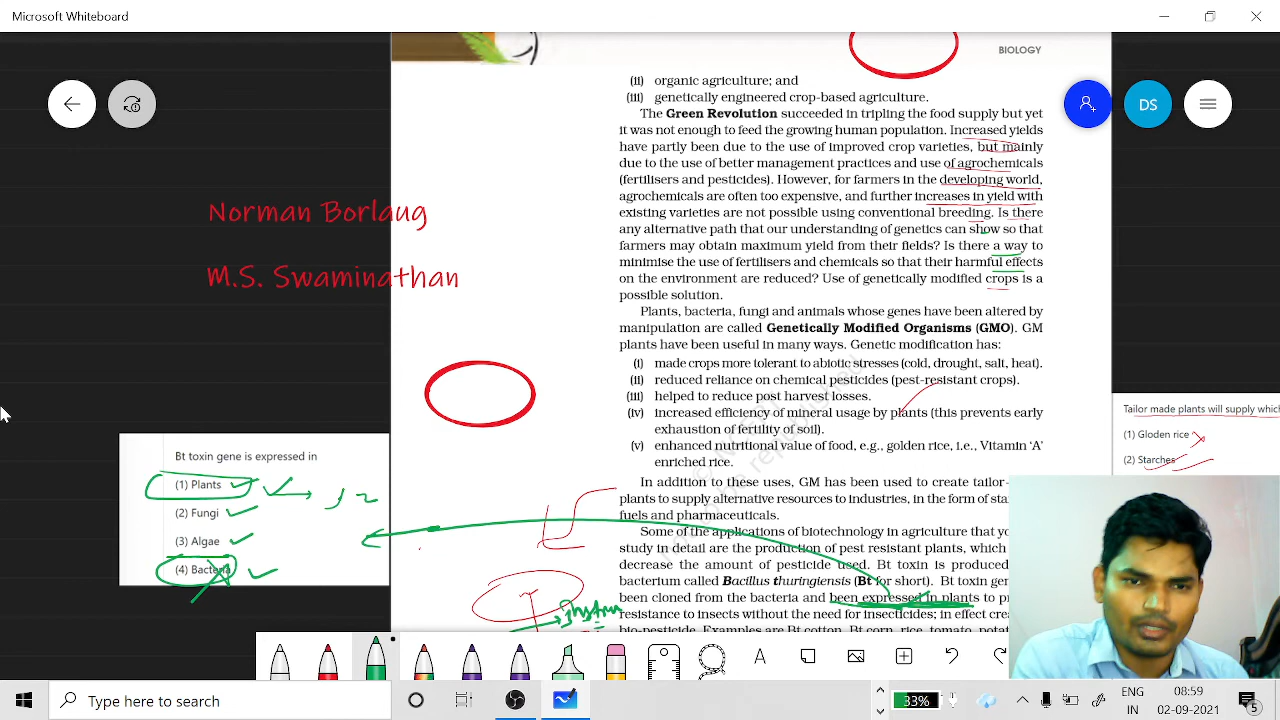 Microsoft Whiteboard
BIOLOGY
DS
(ii) organic agriculture; and
(iii) genetically engineered crop-based agriculture.
The Green Revolution succeeded in tripling the food supply but yet
it was not enough to feed the growing human population. Increased yields
have partly been due to the use of improved crop varieties, but mainly
due to the use of better management practices and use of agrochemicals
(fertilisers and pesticides). However, for farmers in the developing world,
agrochemicals are often too expensive, and further increases in yield with
existing varieties are not possible using conventional breeding. Is there
any alternative path that our understanding of genetics can show so that
farmers may obtain maximum yield from their fields? Is there a way to
minimise the use of fertilisers and chemicals so that their harmful effects
on the environment are reduced? Use of genetically modified crops is a
possible solution.
Plants, bacteria, fungi and animals whose genes have been altered by
manipulation are called Genetically Modified Organisms (GMO). GM
plants have been useful in many ways. Genetic modification has:
(i) made crops more tolerant to abiotic stresses (cold, drought, salt, heat).
(ii) reduced reliance on chemical pesticides (pest-resistant crops).
(iii) helped to reduce post harvest losses.
(iv) increased efficiency of mineral usage by plants (this prevents early
exhaustion of fertility of soil).
(v) enhanced nutritional value of food, e.g., golden rice, i.e., Vitamin 'A'
enriched rice.
In addition to these uses, GM has been used to create tailor-
plants to supply alternative resources to industries, in the form of sta
fuels and pharmaceuticals.
Some of the applications of biotechnology in agriculture that yo
study in detail are the production of pest resistant plants, which
decrease the amount of pesticide used. Bt toxin is produced
bacterium called Bacillus thuringiensis (Bt for short). Bt toxin gen
been cloned from the bacteria and been expressed in plants to pr
resistance to insects without the need for insecticides; in effect crea
bio-pesticide. Examples are Bt cotton, Bt corn, rice, tomato, potat
Norman Borlaug
M.S. Swaminathan
Bt toxin gene is expressed in
(1) Plants
(2) Fungi
(3) Algae
(4) Bacteria
Tailor made plants will supply whic
(1) Gloden rice
(2) Starches
Type here to search
33%
ENG
IN
08:59
02-09-2021
5